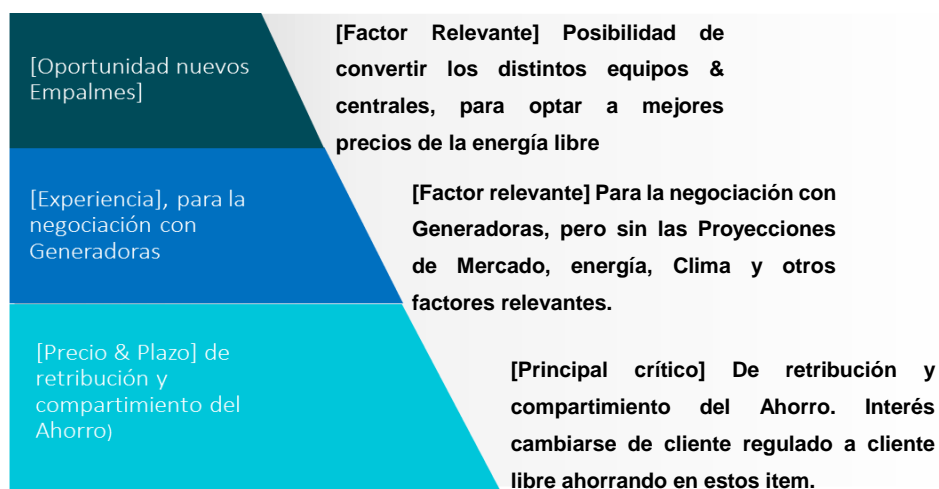 [Oportunidad nuevos
Empalmes]
[Factor Relevante] Posibilidad de
convertir los distintos equipos &
centrales, para optar a mejores
precios de la energía libre
[Experiencia], para la
negociación con
Generadoras
[Factor relevante] Para la negociación con
Generadoras, pero sin las Proyecciones
de Mercado, energía, Clima y otros
factores relevantes.
[Precio & Plazo] de
retribución y
compartimiento del
Ahorro)
[Principal crítico] De retribución y
compartimiento del Ahorro. Interés
cambiarse de cliente regulado a cliente
libre ahorrando en estos item.